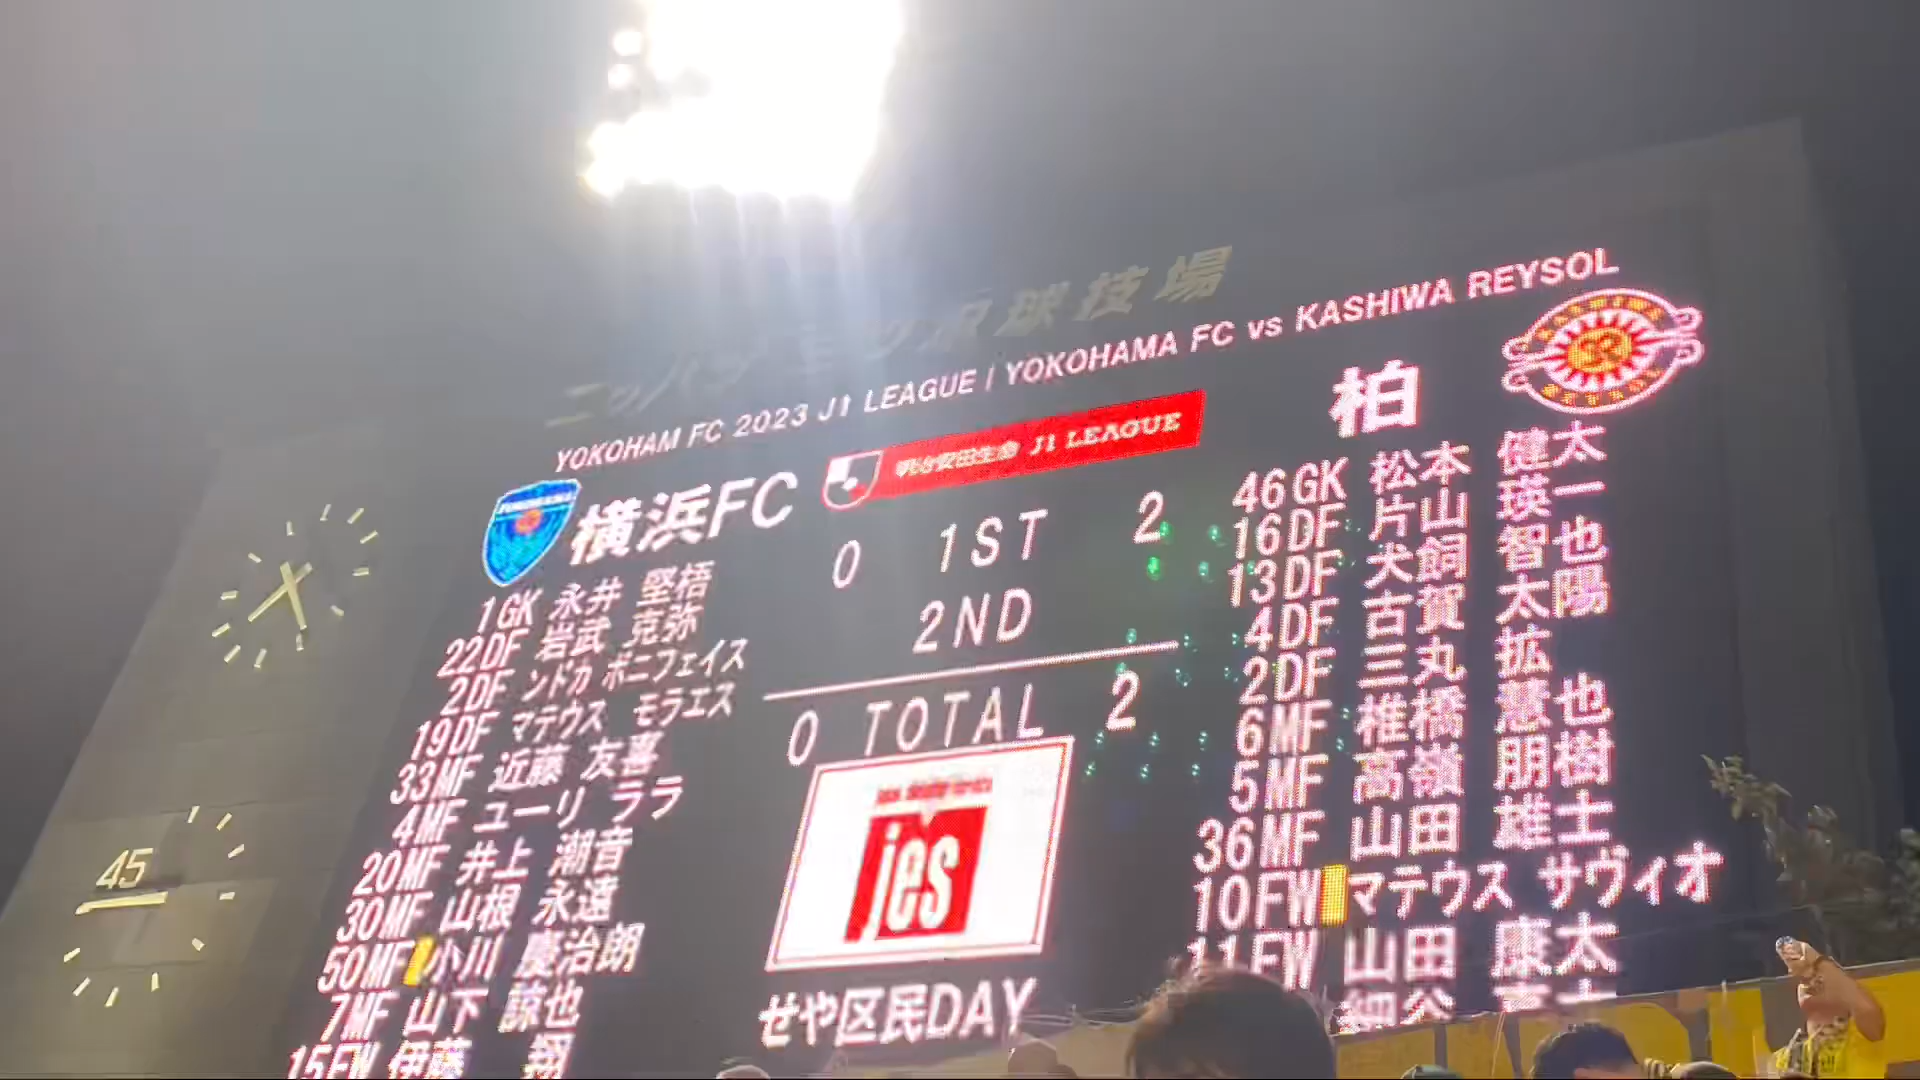 ニッパツ三ツ沢球技場
YOKOHAM FC 2023 J1 LEAGUE / YOKOHAMA FC vs KASHIWA REYSOL
明治安田生命 J1 LEAGUE
横浜FC
柏
0 1ST 2
2ND
0 TOTAL 2
1GK 永井 堅梧
22DF 岩武 克弥
2DF ンドカ ボニフェイス
19DF マテウス モラエス
33MF 近藤 友喜
4MF ユーリ ララ
20MF 井上 潮音
30MF 山根 永遠
50MF 小川 慶治朗
7MF 山下 諒也
15FW 伊藤 翔
46GK 松本 健太
16DF 片山 瑛一
13DF 犬飼 智也
4DF 古賀 太陽
2DF 三丸 拡
6MF 椎橋 慧也
5MF 高嶺 朋樹
36MF 山田 雄士
10FW マテウス サヴィオ
11FW 山田 康太
細谷 真大
jes
せや区民DAY
45